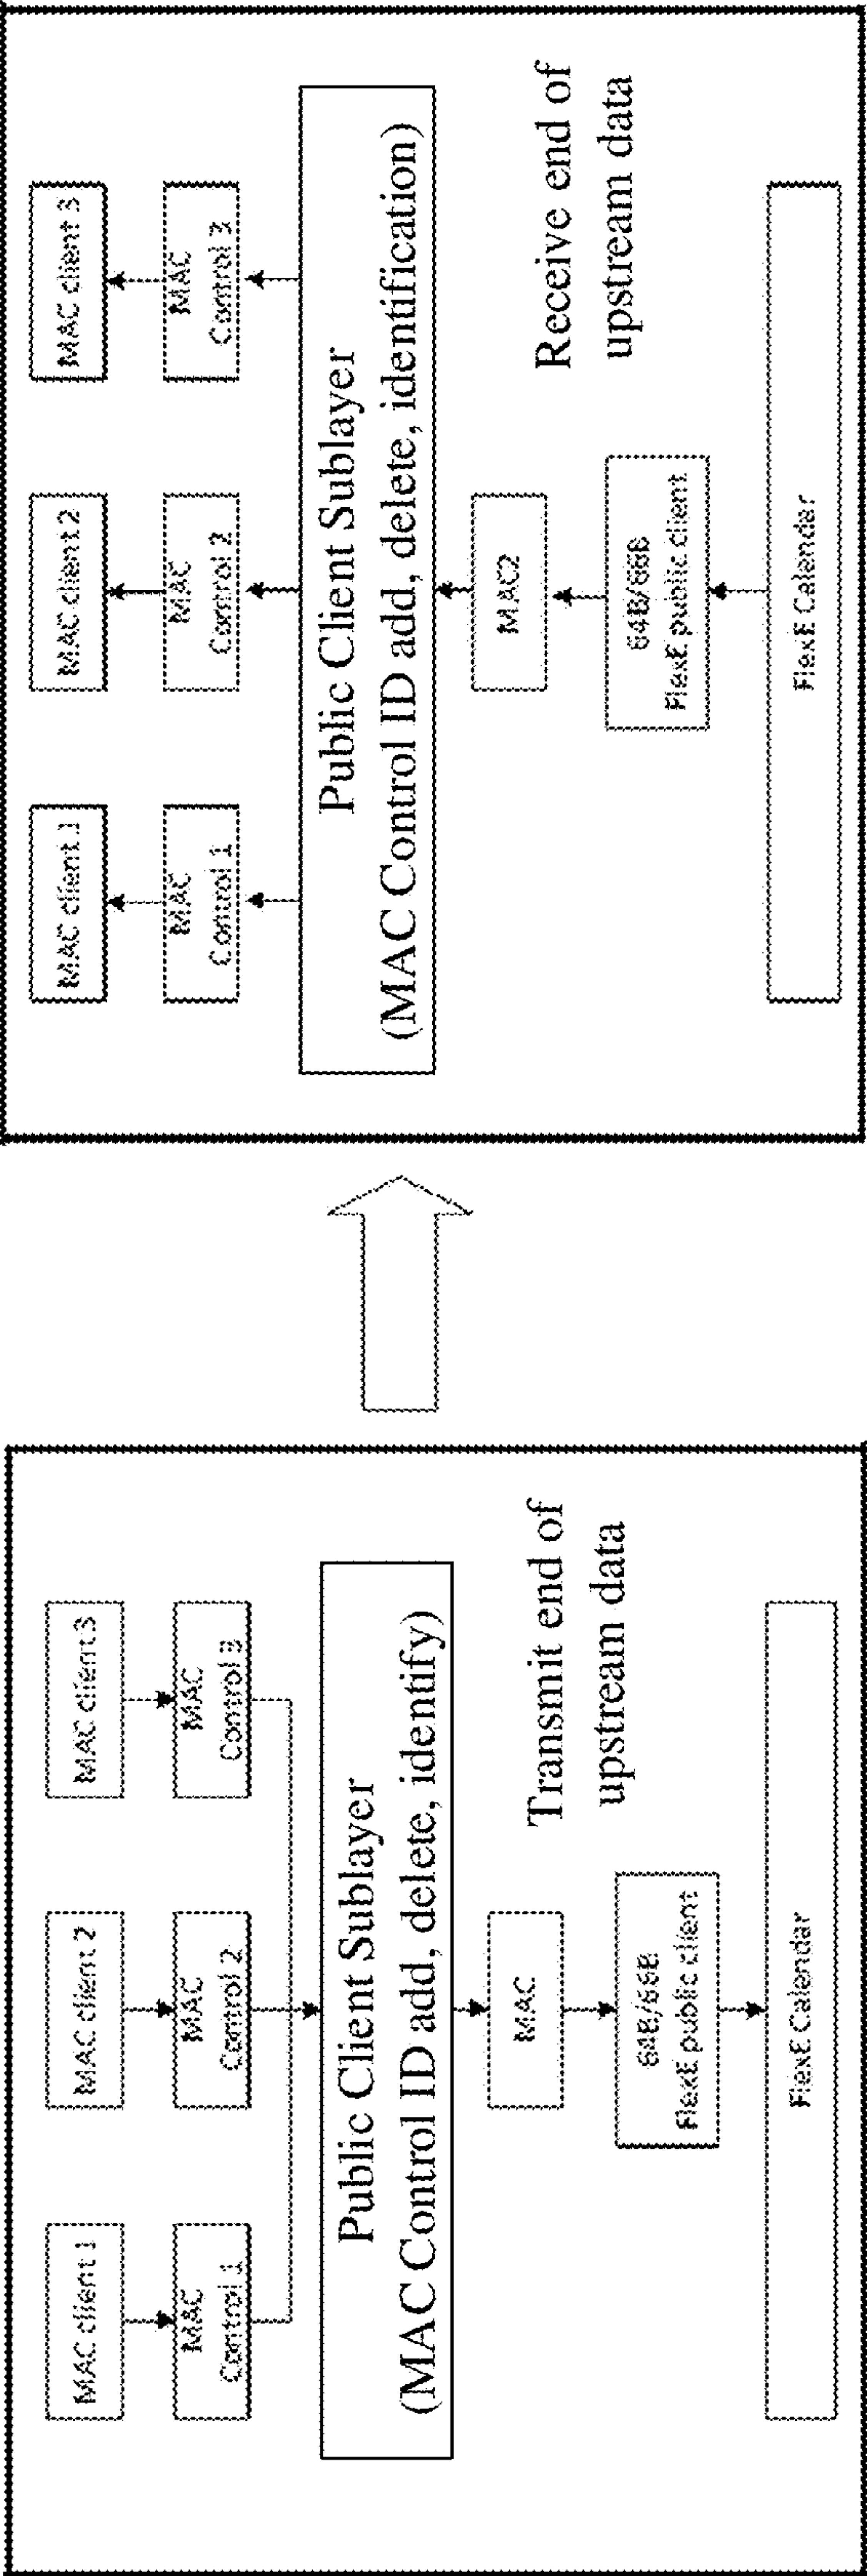 MAC client 1
MAC client 2
MAC client 3
MAC
Control 1
MAC
Control 2
MAC
Control 3
Public Client Sublayer
(MAC Control ID add, delete, identify)
MAC
Transmit end of
upstream data
64B/66B
FlexE public client
FlexE Calendar
MAC client 1
MAC client 2
MAC client 3
MAC
Control 1
MAC
Control 2
MAC
Control 3
Public Client Sublayer
(MAC Control ID add, delete, identification)
MAC2
Receive end of
upstream data
64B/66B
FlexE public client
FlexE Calendar